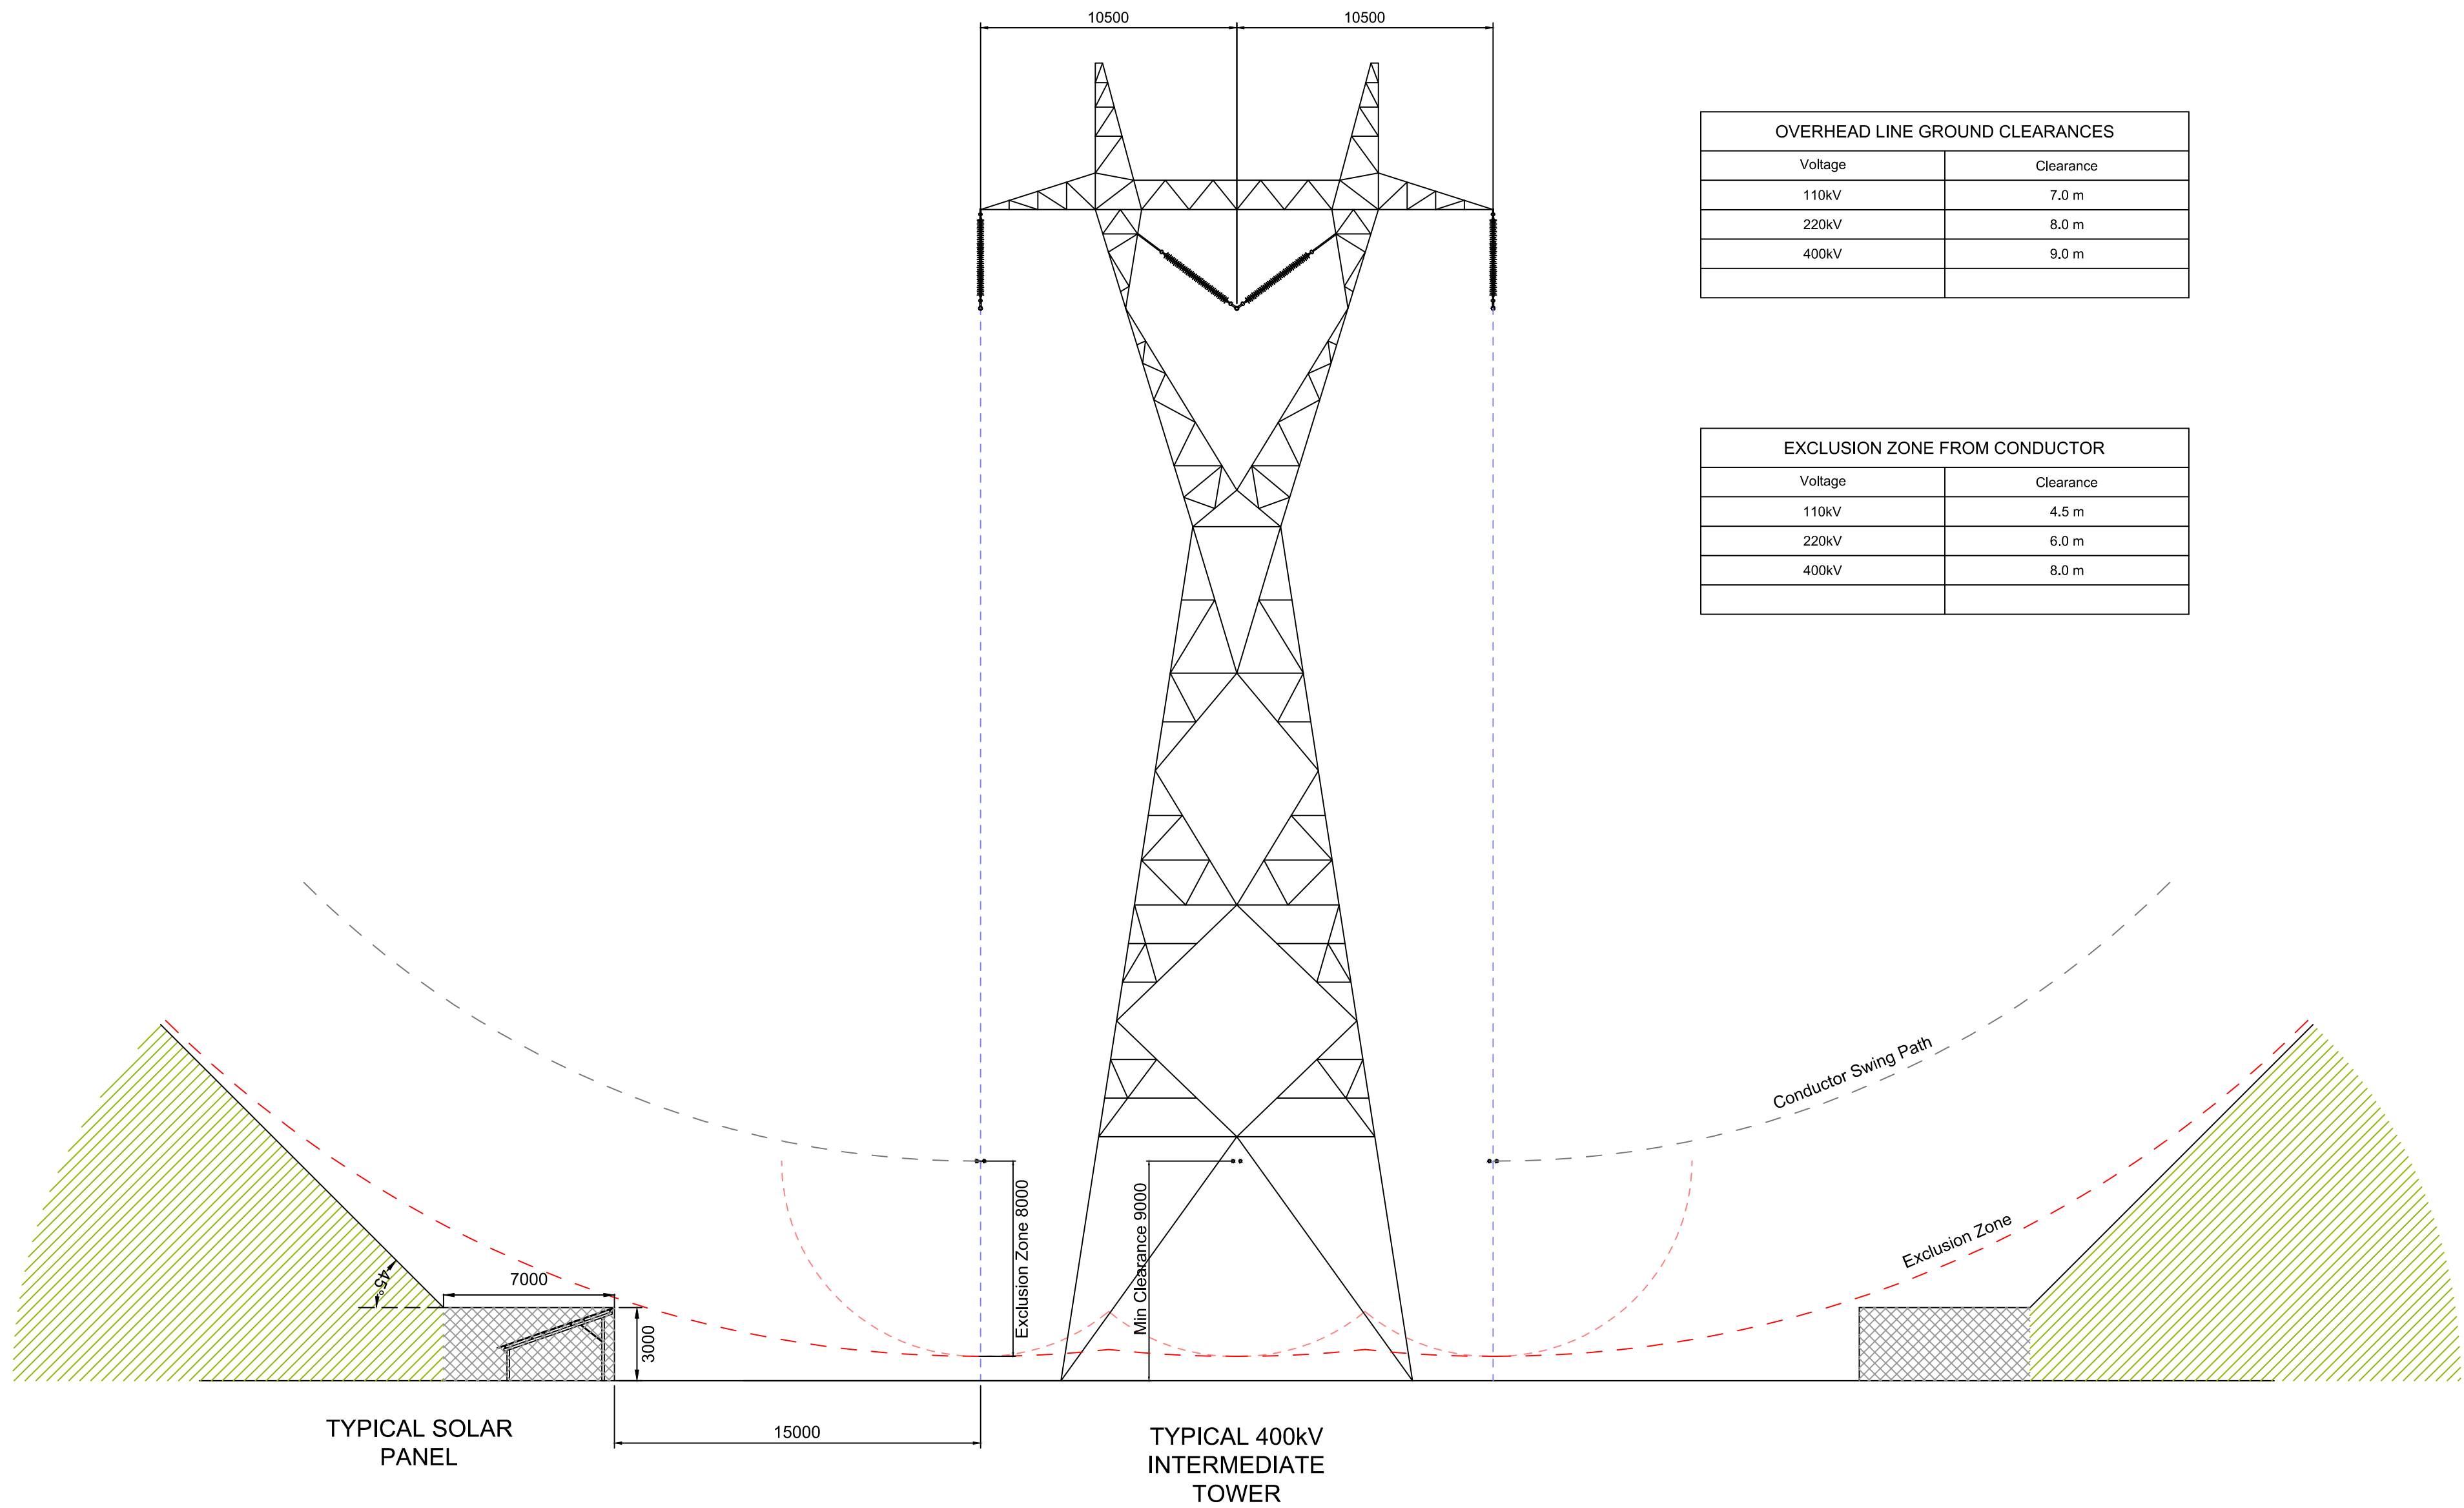 10500
10500
OVERHEAD LINE GROUND CLEARANCES
Voltage Clearance
110kV 7.0 m
220kV 8.0 m
400kV 9.0 m
EXCLUSION ZONE FROM CONDUCTOR
Voltage Clearance
110kV 4.5 m
220kV 6.0 m
400kV 8.0 m
Conductor Swing Path
Exclusion Zone
Exclusion Zone 8000
Min Clearance 9000
45°
7000
3000
15000
TYPICAL SOLAR
PANEL
TYPICAL 400kV
INTERMEDIATE
TOWER